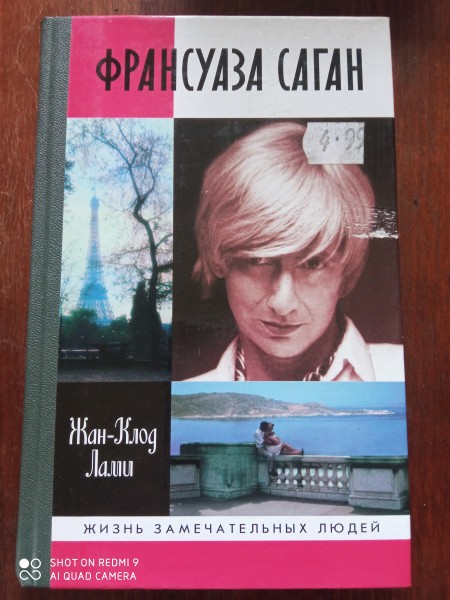 ФРАНСУАЗА САГАН
4.99
Жан-Клод
Лами
ЖИЗНЬ ЗАМЕЧАТЕЛЬНЫХ ЛЮДЕЙ
SHOT ON REDMI 9
AI QUAD CAMERA